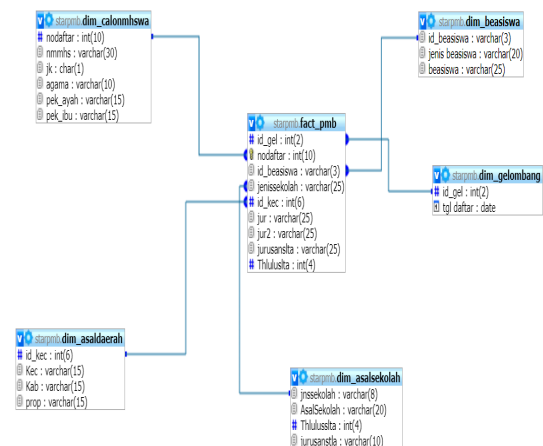 starpmb.dim_calonmhswa
nodaftar : int(10)
nmmhs : varchar(30)
jk : char(1)
agama : varchar(10)
pek_ayah : varchar(15)
pek_ibu : varchar(15)
starpmb.dim_beasiswa
id_beasiswa : varchar(3)
jenis beasiswa : varchar(20)
beasiswa : varchar(25)
starpmb.fact_pmb
id_gel : int(2)
nodaftar : int(10)
id_beasiswa : varchar(3)
jenissekolah : varchar(25)
id_kec : int(6)
jur : varchar(25)
jur2 : varchar(25)
jurusanslta : varchar(25)
Thlulusslta : int(4)
starpmb.dim_gelombang
id_gel : int(2)
tgl daftar : date
starpmb.dim_asaldaerah
id_kec : int(6)
Kec : varchar(15)
Kab : varchar(15)
prop : varchar(15)
starpmb.dim_asalsekolah
jnssekolah : varchar(8)
AsalSekolah : varchar(20)
Thlulusslta : int(4)
jurusanstla : varchar(10)